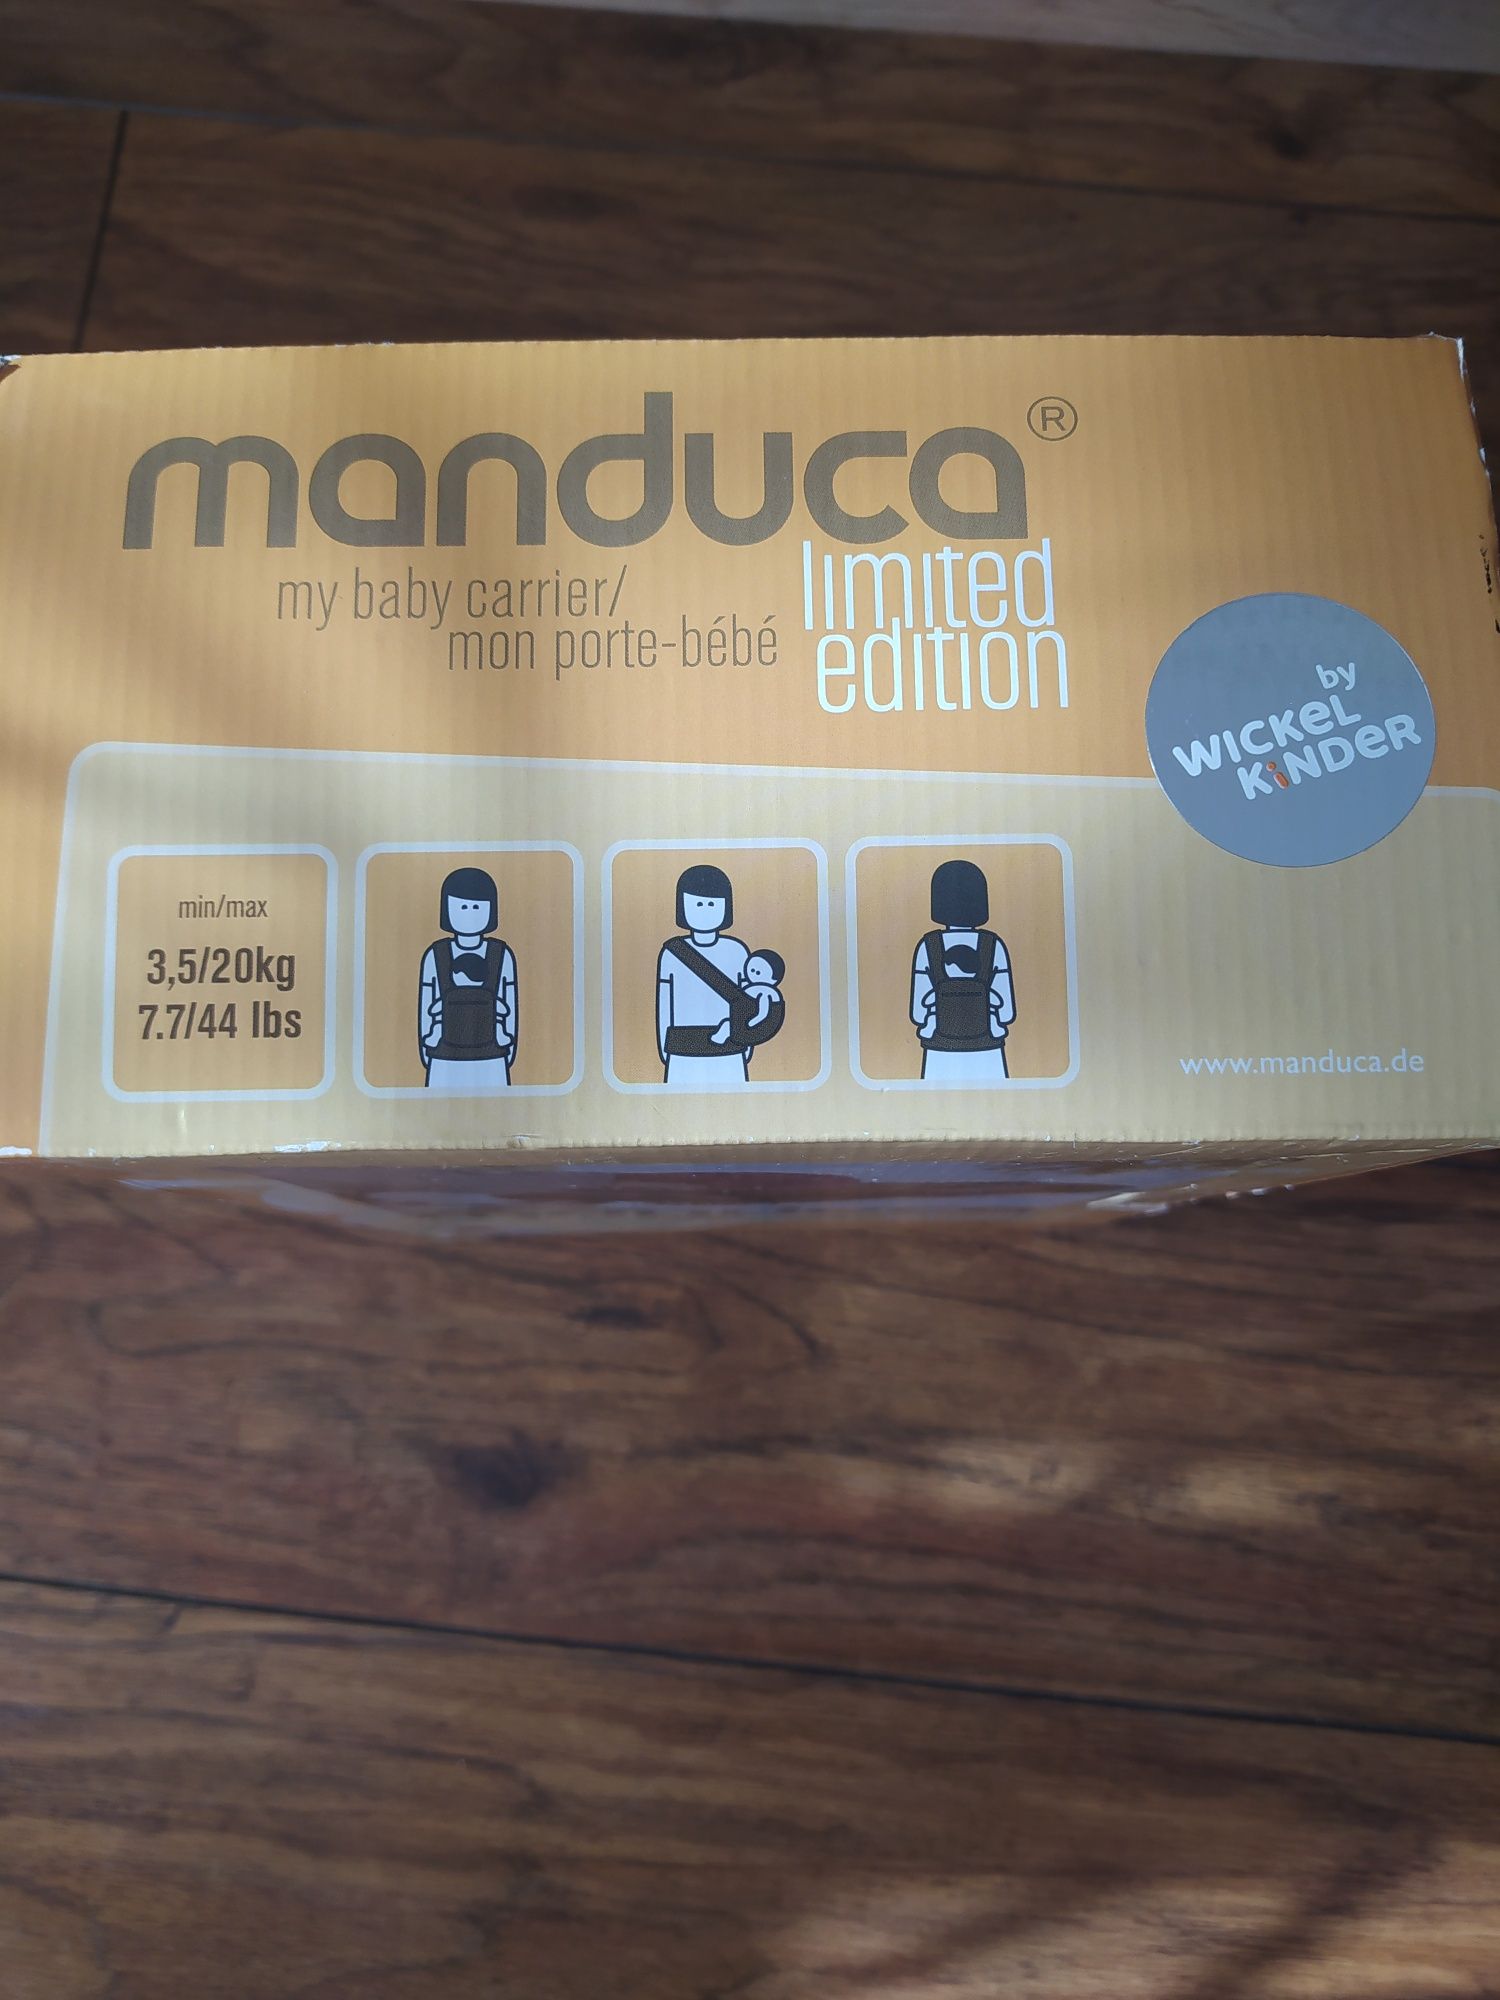 manduca®
my baby carrier/
mon porte-bébé
limited
edition
by
WICKeL
KiNDeR
min/max
3,5/20kg
7.7/44 lbs
www.manduca.de